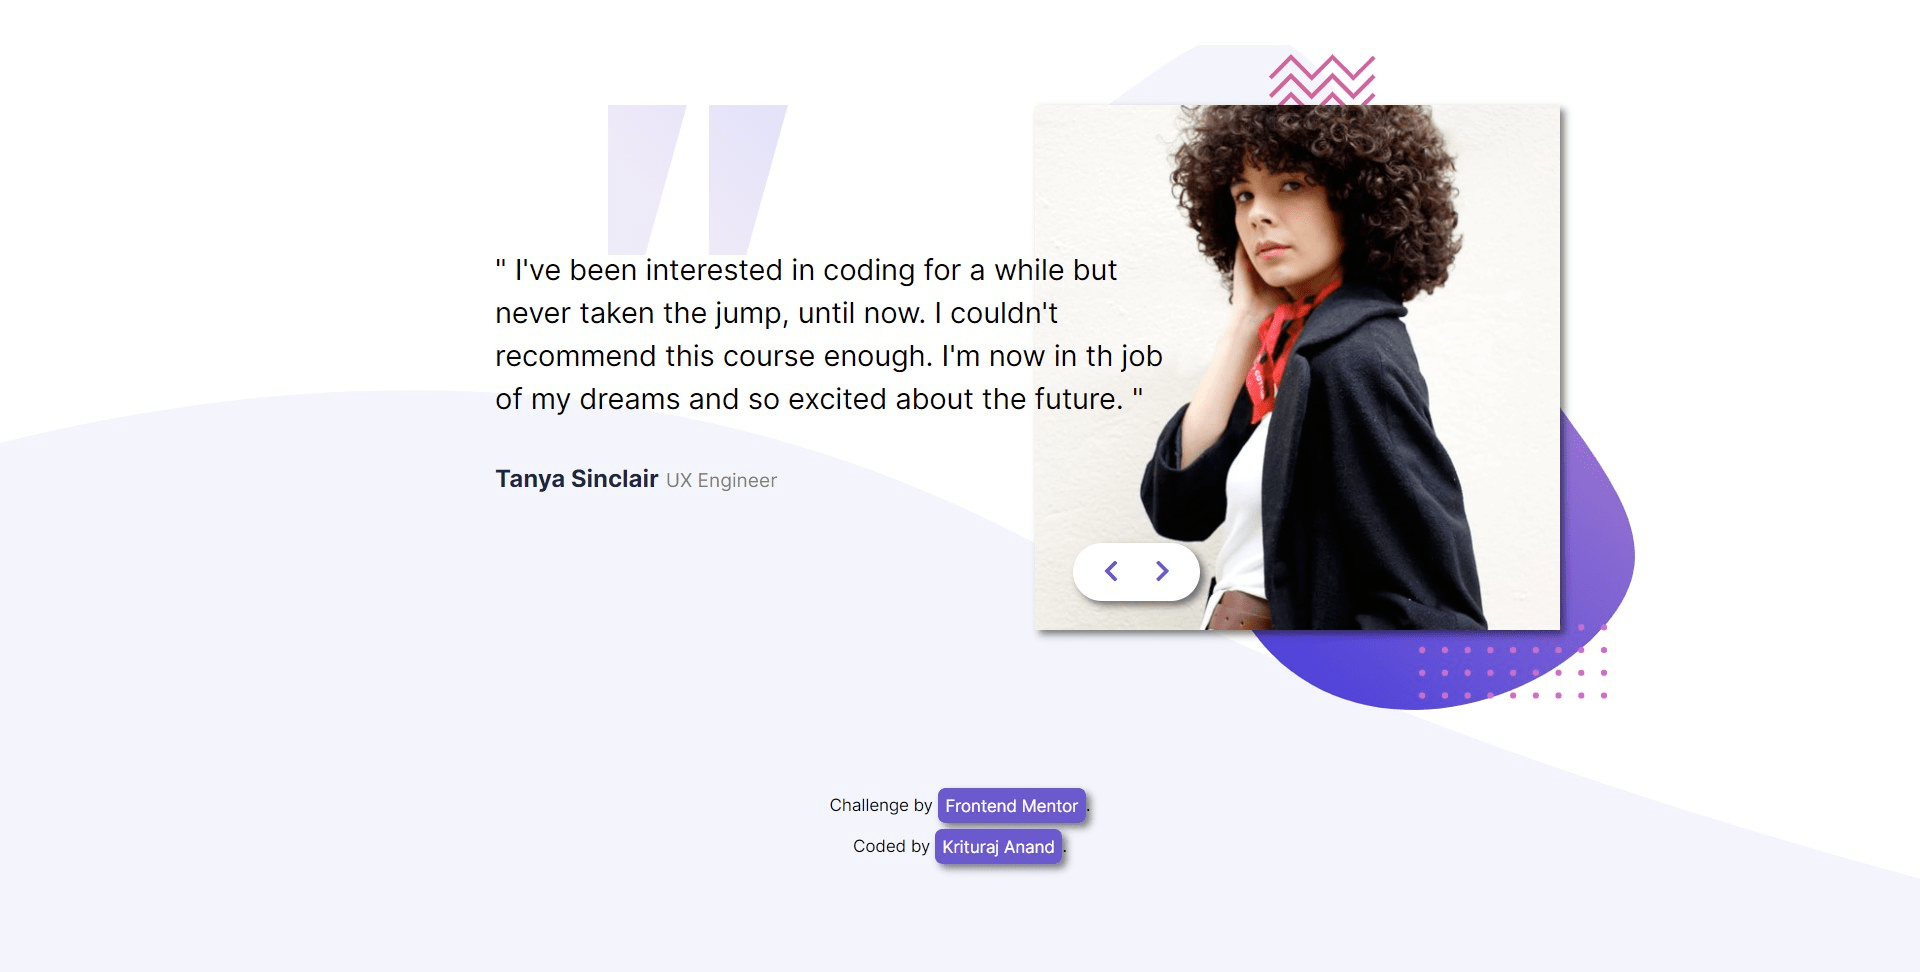 " I've been interested in coding for a while but
never taken the jump, until now. I couldn't
recommend this course enough. I'm now in th job
of my dreams and so excited about the future. "
Tanya Sinclair UX Engineer
Challenge by Frontend Mentor.
Coded by Krituraj Anand.